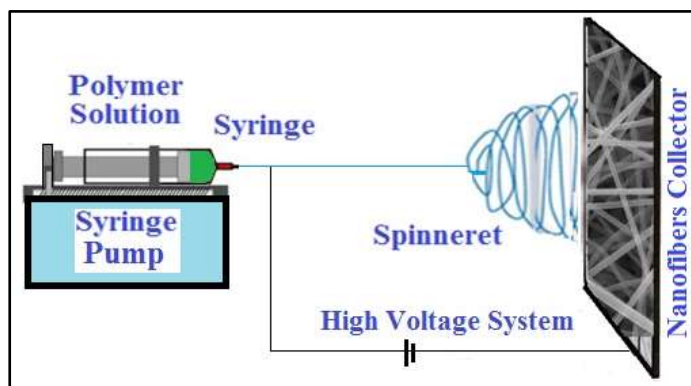 Polymer
Solution
Syringe
Syringe
Pump
Spinneret
High Voltage System
Nanofibers Collector